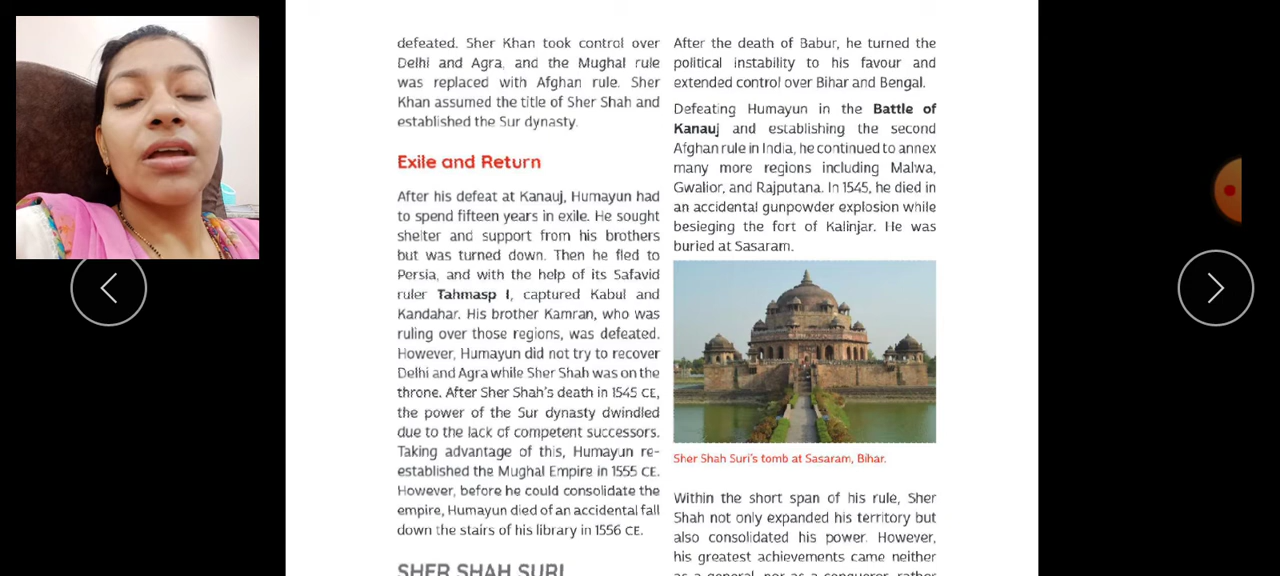 defeated. Sher Khan took control over
Delhi and Agra, and the Mughal rule
was replaced with Afghan rule. Sher
Khan assumed the title of Sher Shah and
established the Sur dynasty.
Exile and Return
After his defeat at Kanauj, Humayun had
to spend fifteen years in exile. He sought
shelter and support from his brothers
but was turned down. Then he fled to
Persia, and with the help of its Safavid
ruler Tahmasp I, captured Kabul and
Kandahar. His brother Kamran, who was
ruling over those regions, was defeated.
However, Humayun did not try to recover
Delhi and Agra while Sher Shah was on the
throne. After Sher Shah's death in 1545 CE,
the power of the Sur dynasty dwindled
due to the lack of competent successors.
Taking advantage of this, Humayun re-
established the Mughal Empire in 1555 CE.
However, before he could consolidate the
empire, Humayun died of an accidental fall
down the stairs of his library in 1556 CE.
SHER SHAH SURI
After the death of Babur, he turned the
political instability to his favour and
extended control over Bihar and Bengal.
Defeating Humayun in the Battle of
Kanauj and establishing the second
Afghan rule in India, he continued to annex
many more regions including Malwa,
Gwalior, and Rajputana. In 1545, he died in
an accidental gunpowder explosion while
besieging the fort of Kalinjar. He was
buried at Sasaram.
Sher Shah Suri's tomb at Sasaram, Bihar.
Within the short span of his rule, Sher
Shah not only expanded his territory but
also consolidated his power. However,
his greatest achievements came neither
as a general, nor as a conqueror, rather